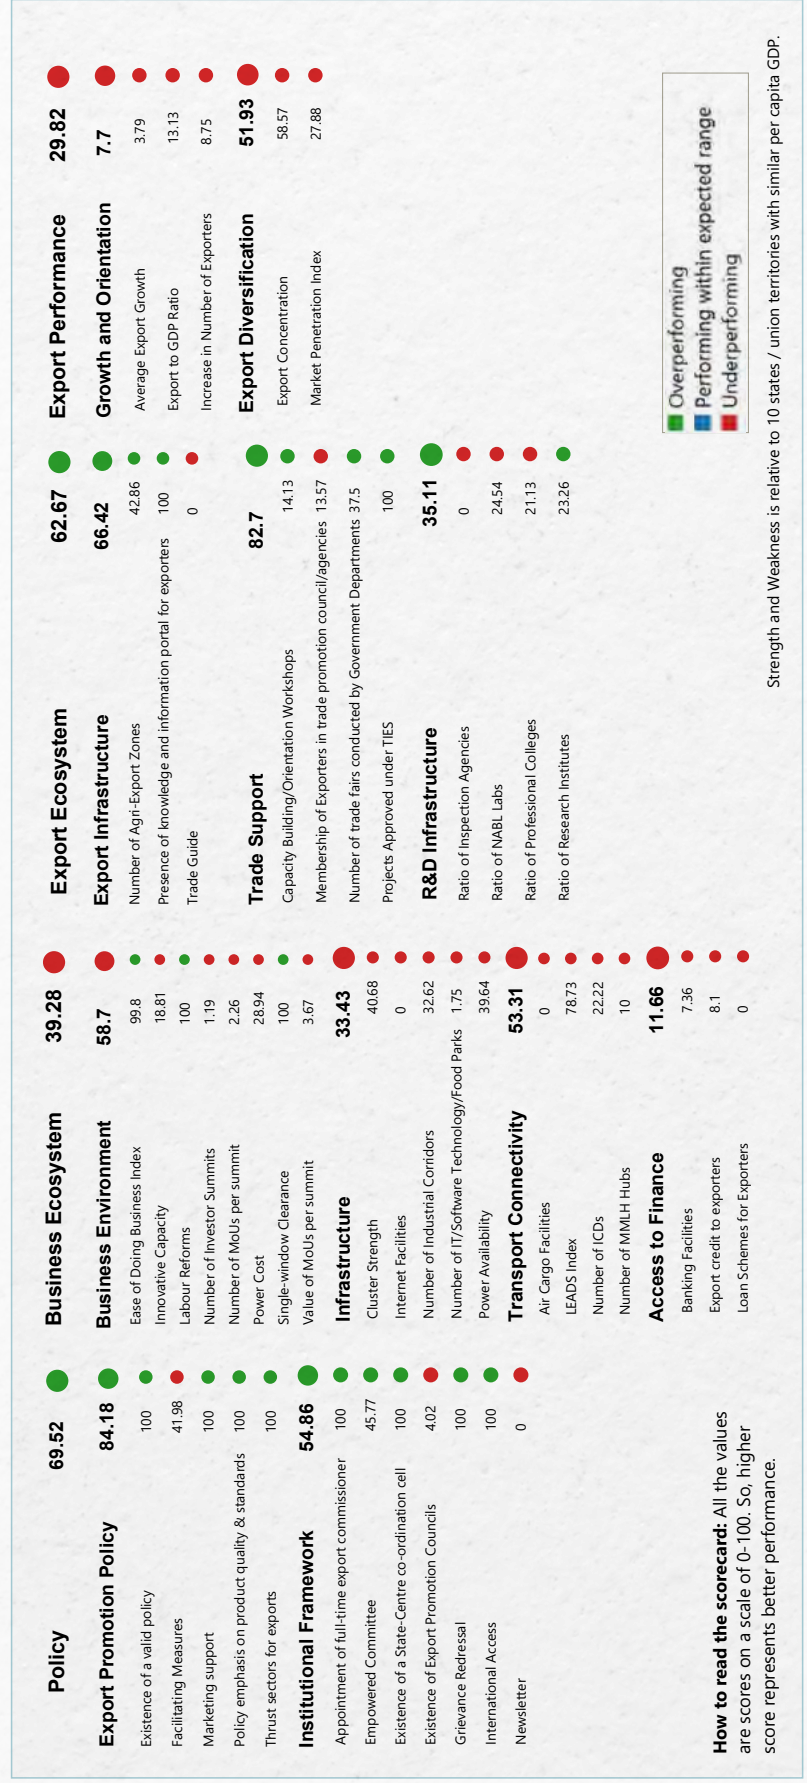 Policy 69.52
Export Promotion Policy 84.18
Existence of a valid policy 100
Facilitating Measures 41.98
Marketing support 100
Policy emphasis on product quality & standards 100
Thrust sectors for exports 100
Institutional Framework 54.86
Appointment of full-time export commissioner 100
Empowered Committee 45.77
Existence of a State-Centre co-ordination cell 100
Existence of Export Promotion Councils 4.02
Grievance Redressal 100
International Access 100
Newsletter 0
Business Ecosystem 39.28
Business Environment 58.7
Ease of Doing Business Index 99.8
Innovative Capacity 18.81
Labour Reforms 100
Number of Investor Summits 1.19
Number of MoUs per summit 2.26
Power Cost 28.94
Single-window Clearance 100
Value of MoUs per summit 3.67
Infrastructure 33.43
Cluster Strength 40.68
Internet Facilities 0
Number of Industrial Corridors 32.62
Number of IT/Software Technology/Food Parks 1.75
Power Availability 39.64
Transport Connectivity 53.31
Air Cargo Facilities 0
LEADS Index 78.73
Number of ICDs 22.22
Number of MMLH Hubs 10
Access to Finance 11.66
Banking Facilities 7.36
Export credit to exporters 8.1
Loan Schemes for Exporters 0
Export Ecosystem 62.67
Export Infrastructure 66.42
Number of Agri-Export Zones 42.86
Presence of knowledge and information portal for exporters 100
Trade Guide 0
Trade Support 82.7
Capacity Building/Orientation Workshops 14.13
Membership of Exporters in trade promotion council/agencies 13.57
Number of trade fairs conducted by Government Departments 37.5
Projects Approved under TIES 100
R&D Infrastructure 35.11
Ratio of Inspection Agencies 0
Ratio of NABL Labs 24.54
Ratio of Professional Colleges 21.13
Ratio of Research Institutes 23.26
Export Performance 29.82
Growth and Orientation 7.7
Average Export Growth 3.79
Export to GDP Ratio 13.13
Increase in Number of Exporters 8.75
Export Diversification 51.93
Export Concentration 58.57
Market Penetration Index 27.88
How to read the scorecard: All the values
are scores on a scale of 0-100. So, higher
score represents better performance.
Overperforming
Performing within expected range
Underperforming
Strength and Weakness is relative to 10 states / union territories with similar per capita GDP.